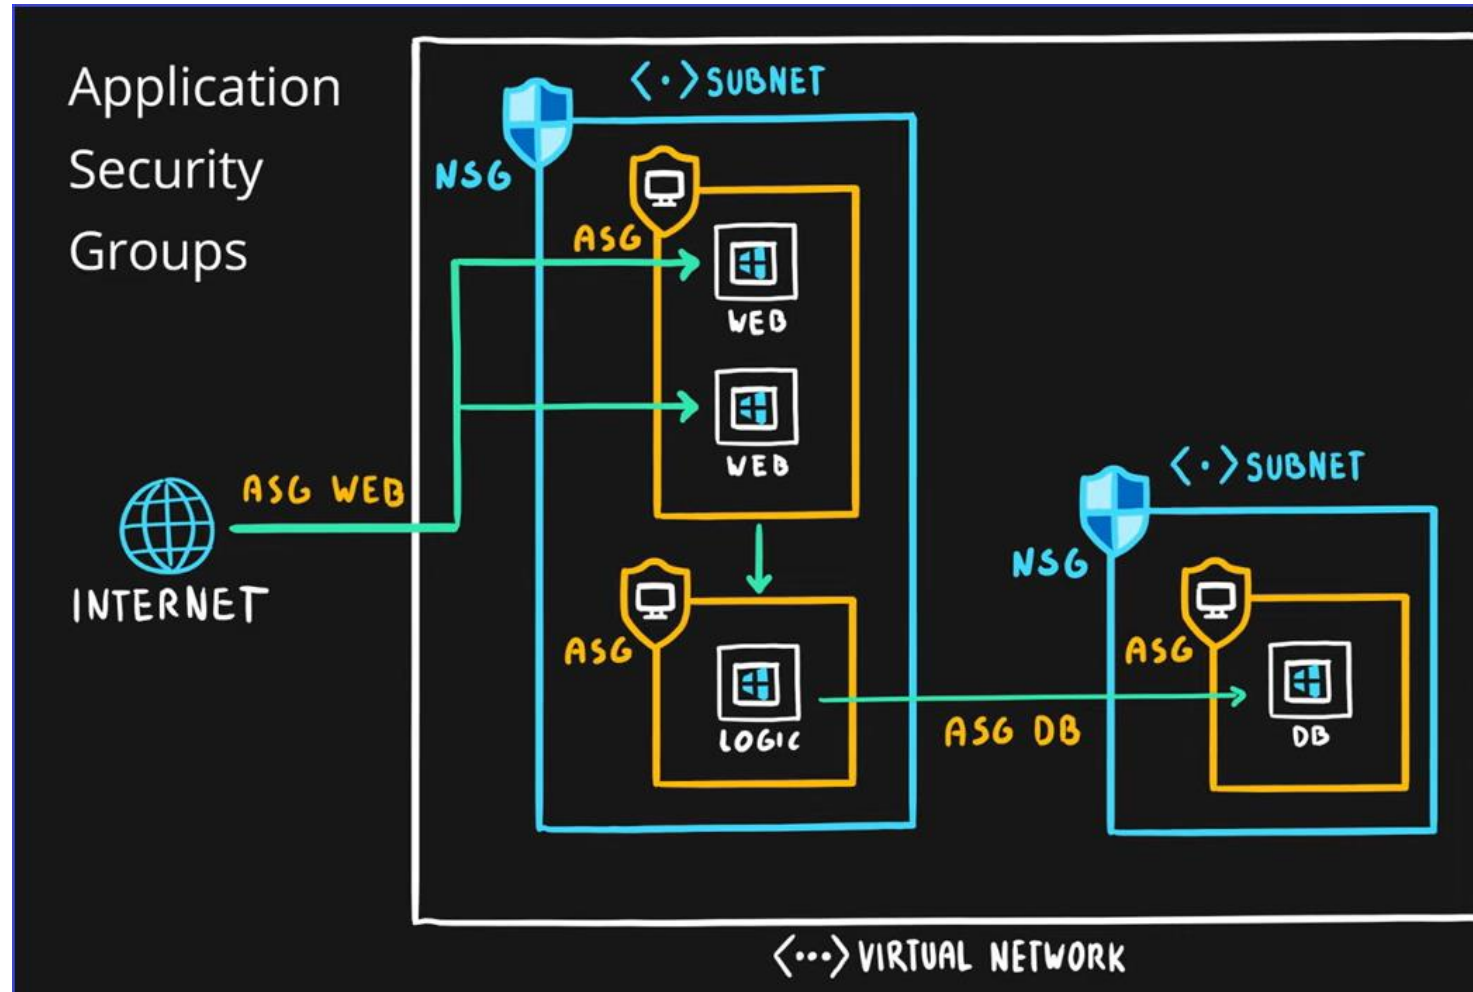 Application
Security
Groups
<·> SUBNET
NSG
ASG
WEB
WEB
ASG WEB
INTERNET
ASG
LOGIC
ASG DB
<·> SUBNET
NSG
ASG
DB
<···> VIRTUAL NETWORK